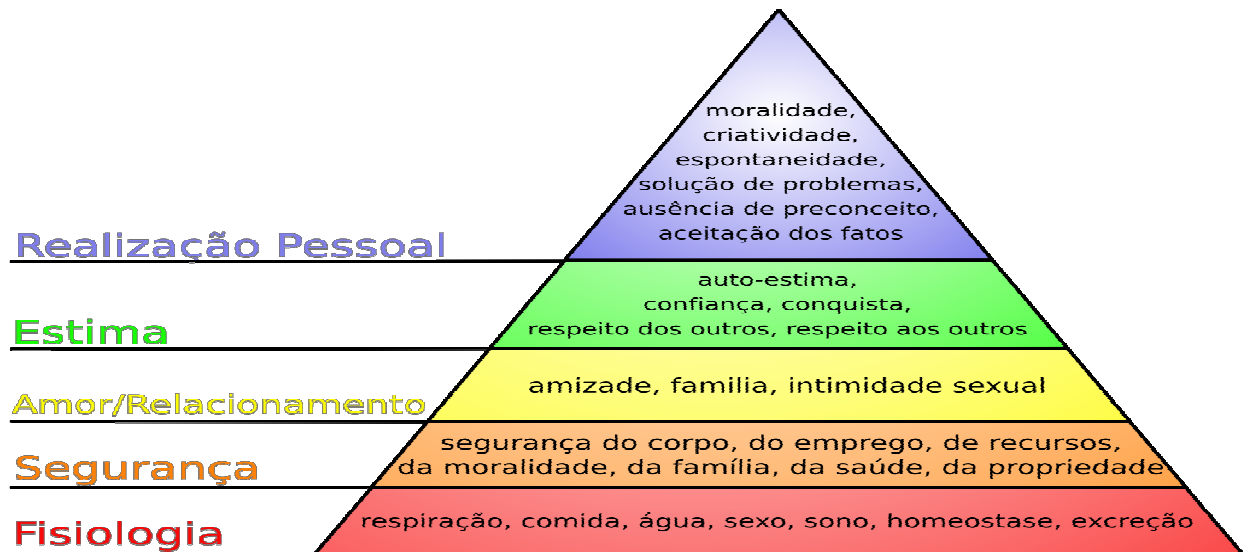 moralidade,
criatividade,
espontaneidade,
solução de problemas,
ausência de preconceito,
aceitação dos fatos
Realização Pessoal
auto-estima,
confiança, conquista,
respeito dos outros, respeito aos outros
Estima
amizade, familia, intimidade sexual
Amor/Relacionamento
segurança do corpo, do emprego, de recursos,
da moralidade, da família, da saúde, da propriedade
Segurança
respiração, comida, água, sexo, sono, homeostase, excreção
Fisiologia